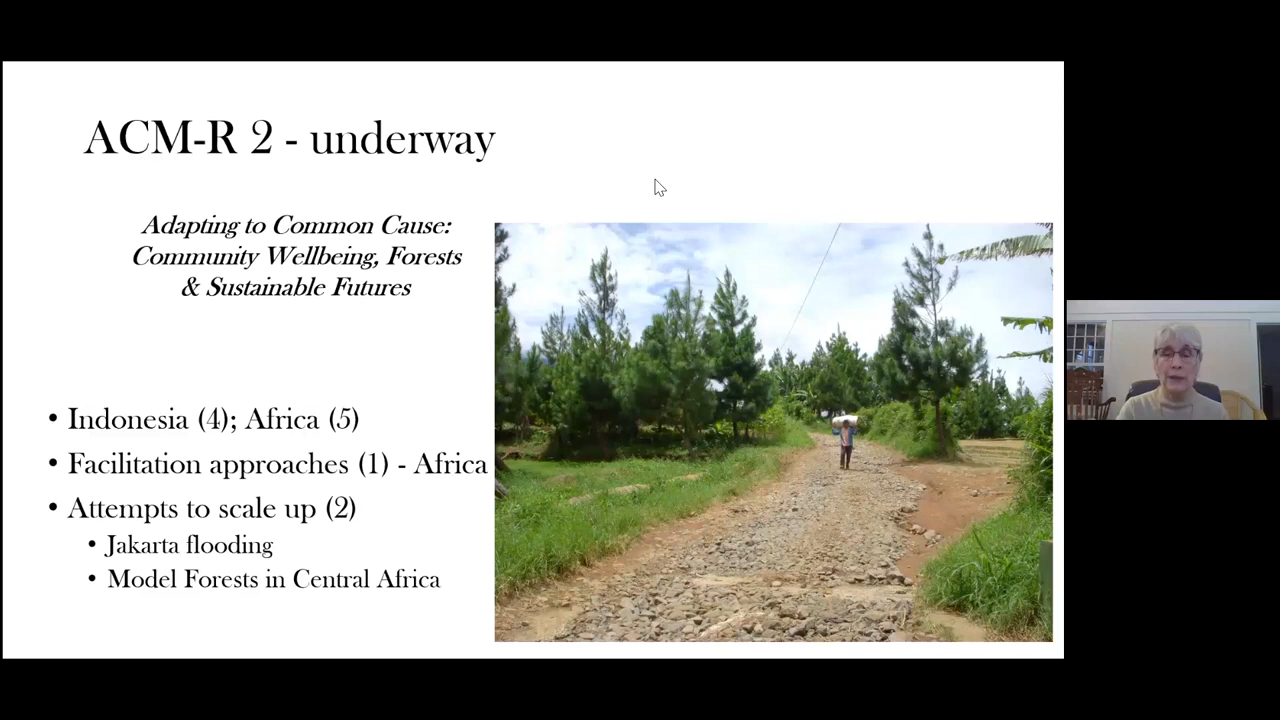 ACM-R 2 - underway
Adapting to Common Cause:
Community Wellbeing, Forests
& Sustainable Futures
• Indonesia (4); Africa (5)
• Facilitation approaches (1) - Africa
• Attempts to scale up (2)
• Jakarta flooding
• Model Forests in Central Africa